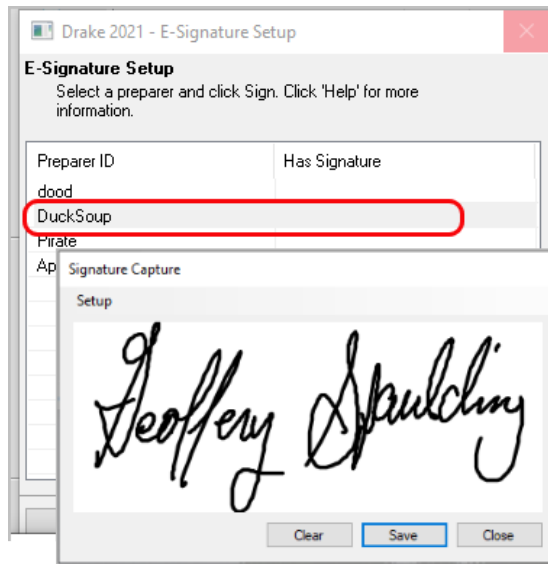 Drake 2021 - E-Signature Setup
E-Signature Setup
Select a preparer and click Sign. Click 'Help' for more
information.
Preparer ID Has Signature
dood
DuckSoup
Pirate
Ap
Signature Capture
Setup
Geoffery Spaulding
Clear Save Close